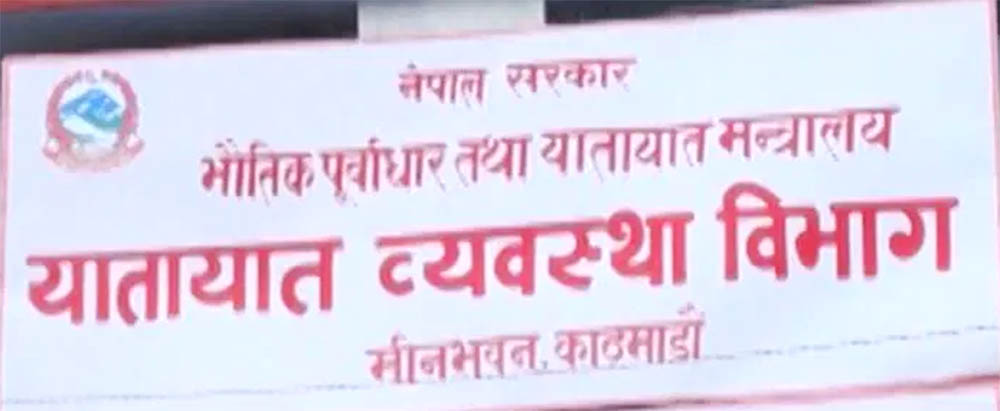 नेपाल सरकार
भौतिक पूर्वाधार तथा यातायात मन्त्रालय
यातायात व्यवस्था विभाग
मीनभवन, काठमाडौं